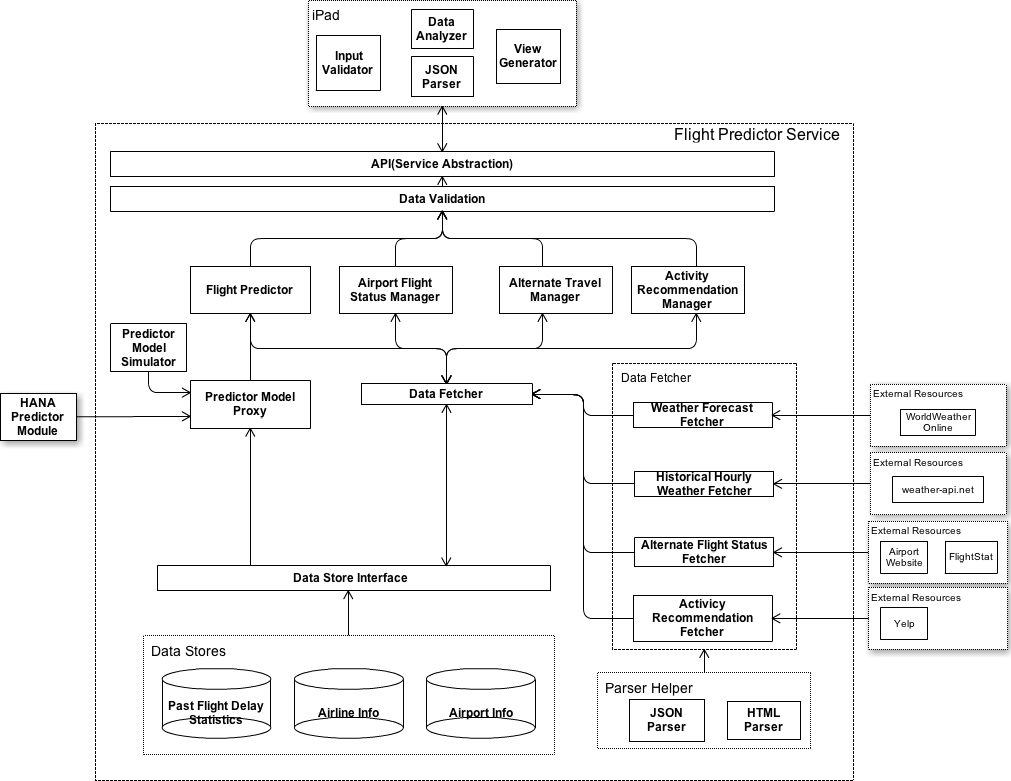 iPad
Data
Analyzer
Input
Validator
View
Generator
JSON
Parser
Flight Predictor Service
API(Service Abstraction)
Data Validation
Flight Predictor
Airport Flight
Status Manager
Alternate Travel
Manager
Activity
Recommendation
Manager
Predictor
Model
Simulator
HANA
Predictor
Module
Predictor Model
Proxy
Data Fetcher
Data Fetcher
Weather Forecast
Fetcher
Historical Hourly
Weather Fetcher
Alternate Flight Status
Fetcher
Activicy
Recommendation
Fetcher
External Resources
WorldWeather
Online
External Resources
weather-api.net
External Resources
Airport
Website
FlightStat
External Resources
Yelp
Data Store Interface
Data Stores
Past Flight Delay
Statistics
Airline Info
Airport Info
Parser Helper
JSON
Parser
HTML
Parser